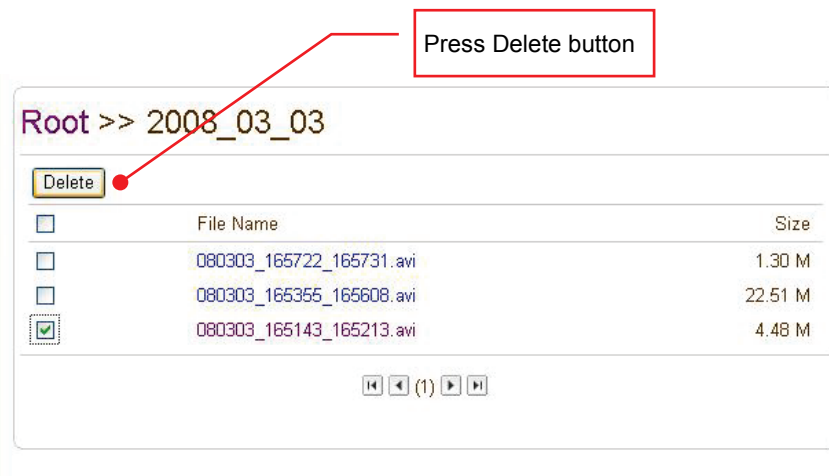 Press Delete button
Root >> 2008_03_03
Delete
File Name Size
080303_165722_165731.avi 1.30 M
080303_165355_165608.avi 22.51 M
080303_165143_165213.avi 4.48 M
(1)